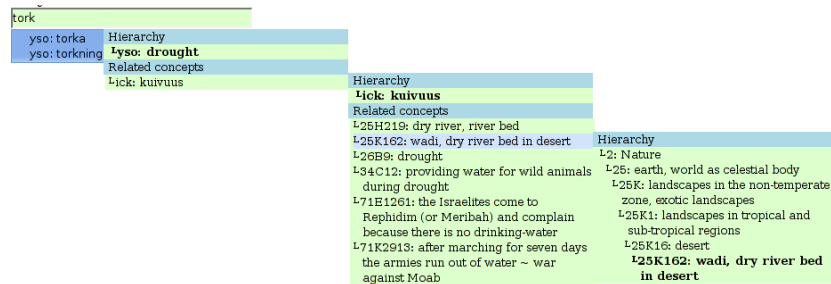 tork
yso: torka
yso: torkning
Hierarchy
└yso: drought
Related concepts
└ick: kuivuus
Hierarchy
└ick: kuivuus
Related concepts
└25H219: dry river, river bed
└25K162: wadi, dry river bed in desert
└26B9: drought
└34C12: providing water for wild animals
during drought
└71E1261: the Israelites come to
Rephidim (or Meribah) and complain
because there is no drinking-water
└71K2913: after marching for seven days
the armies run out of water ~ war
against Moab
Hierarchy
└2: Nature
└25: earth, world as celestial body
└25K: landscapes in the non-temperate
zone, exotic landscapes
└25K1: landscapes in tropical and
sub-tropical regions
└25K16: desert
└25K162: wadi, dry river bed
in desert